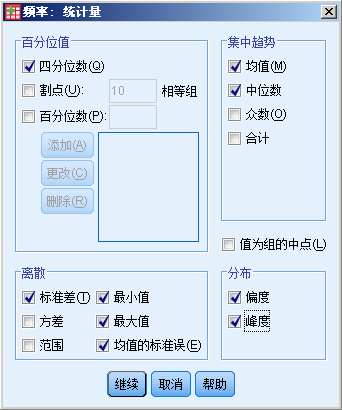 频率: 统计量
百分位值
四分位数(Q)
割点(U): 10 相等组
百分位数(P):
添加(A)
更改(C)
删除(R)
集中趋势
均值(M)
中位数
众数(O)
合计
值为组的中点(L)
离散
标准差(T) 最小值
方差 最大值
范围 均值的标准误(E)
分布
偏度
峰度
继续 取消 帮助